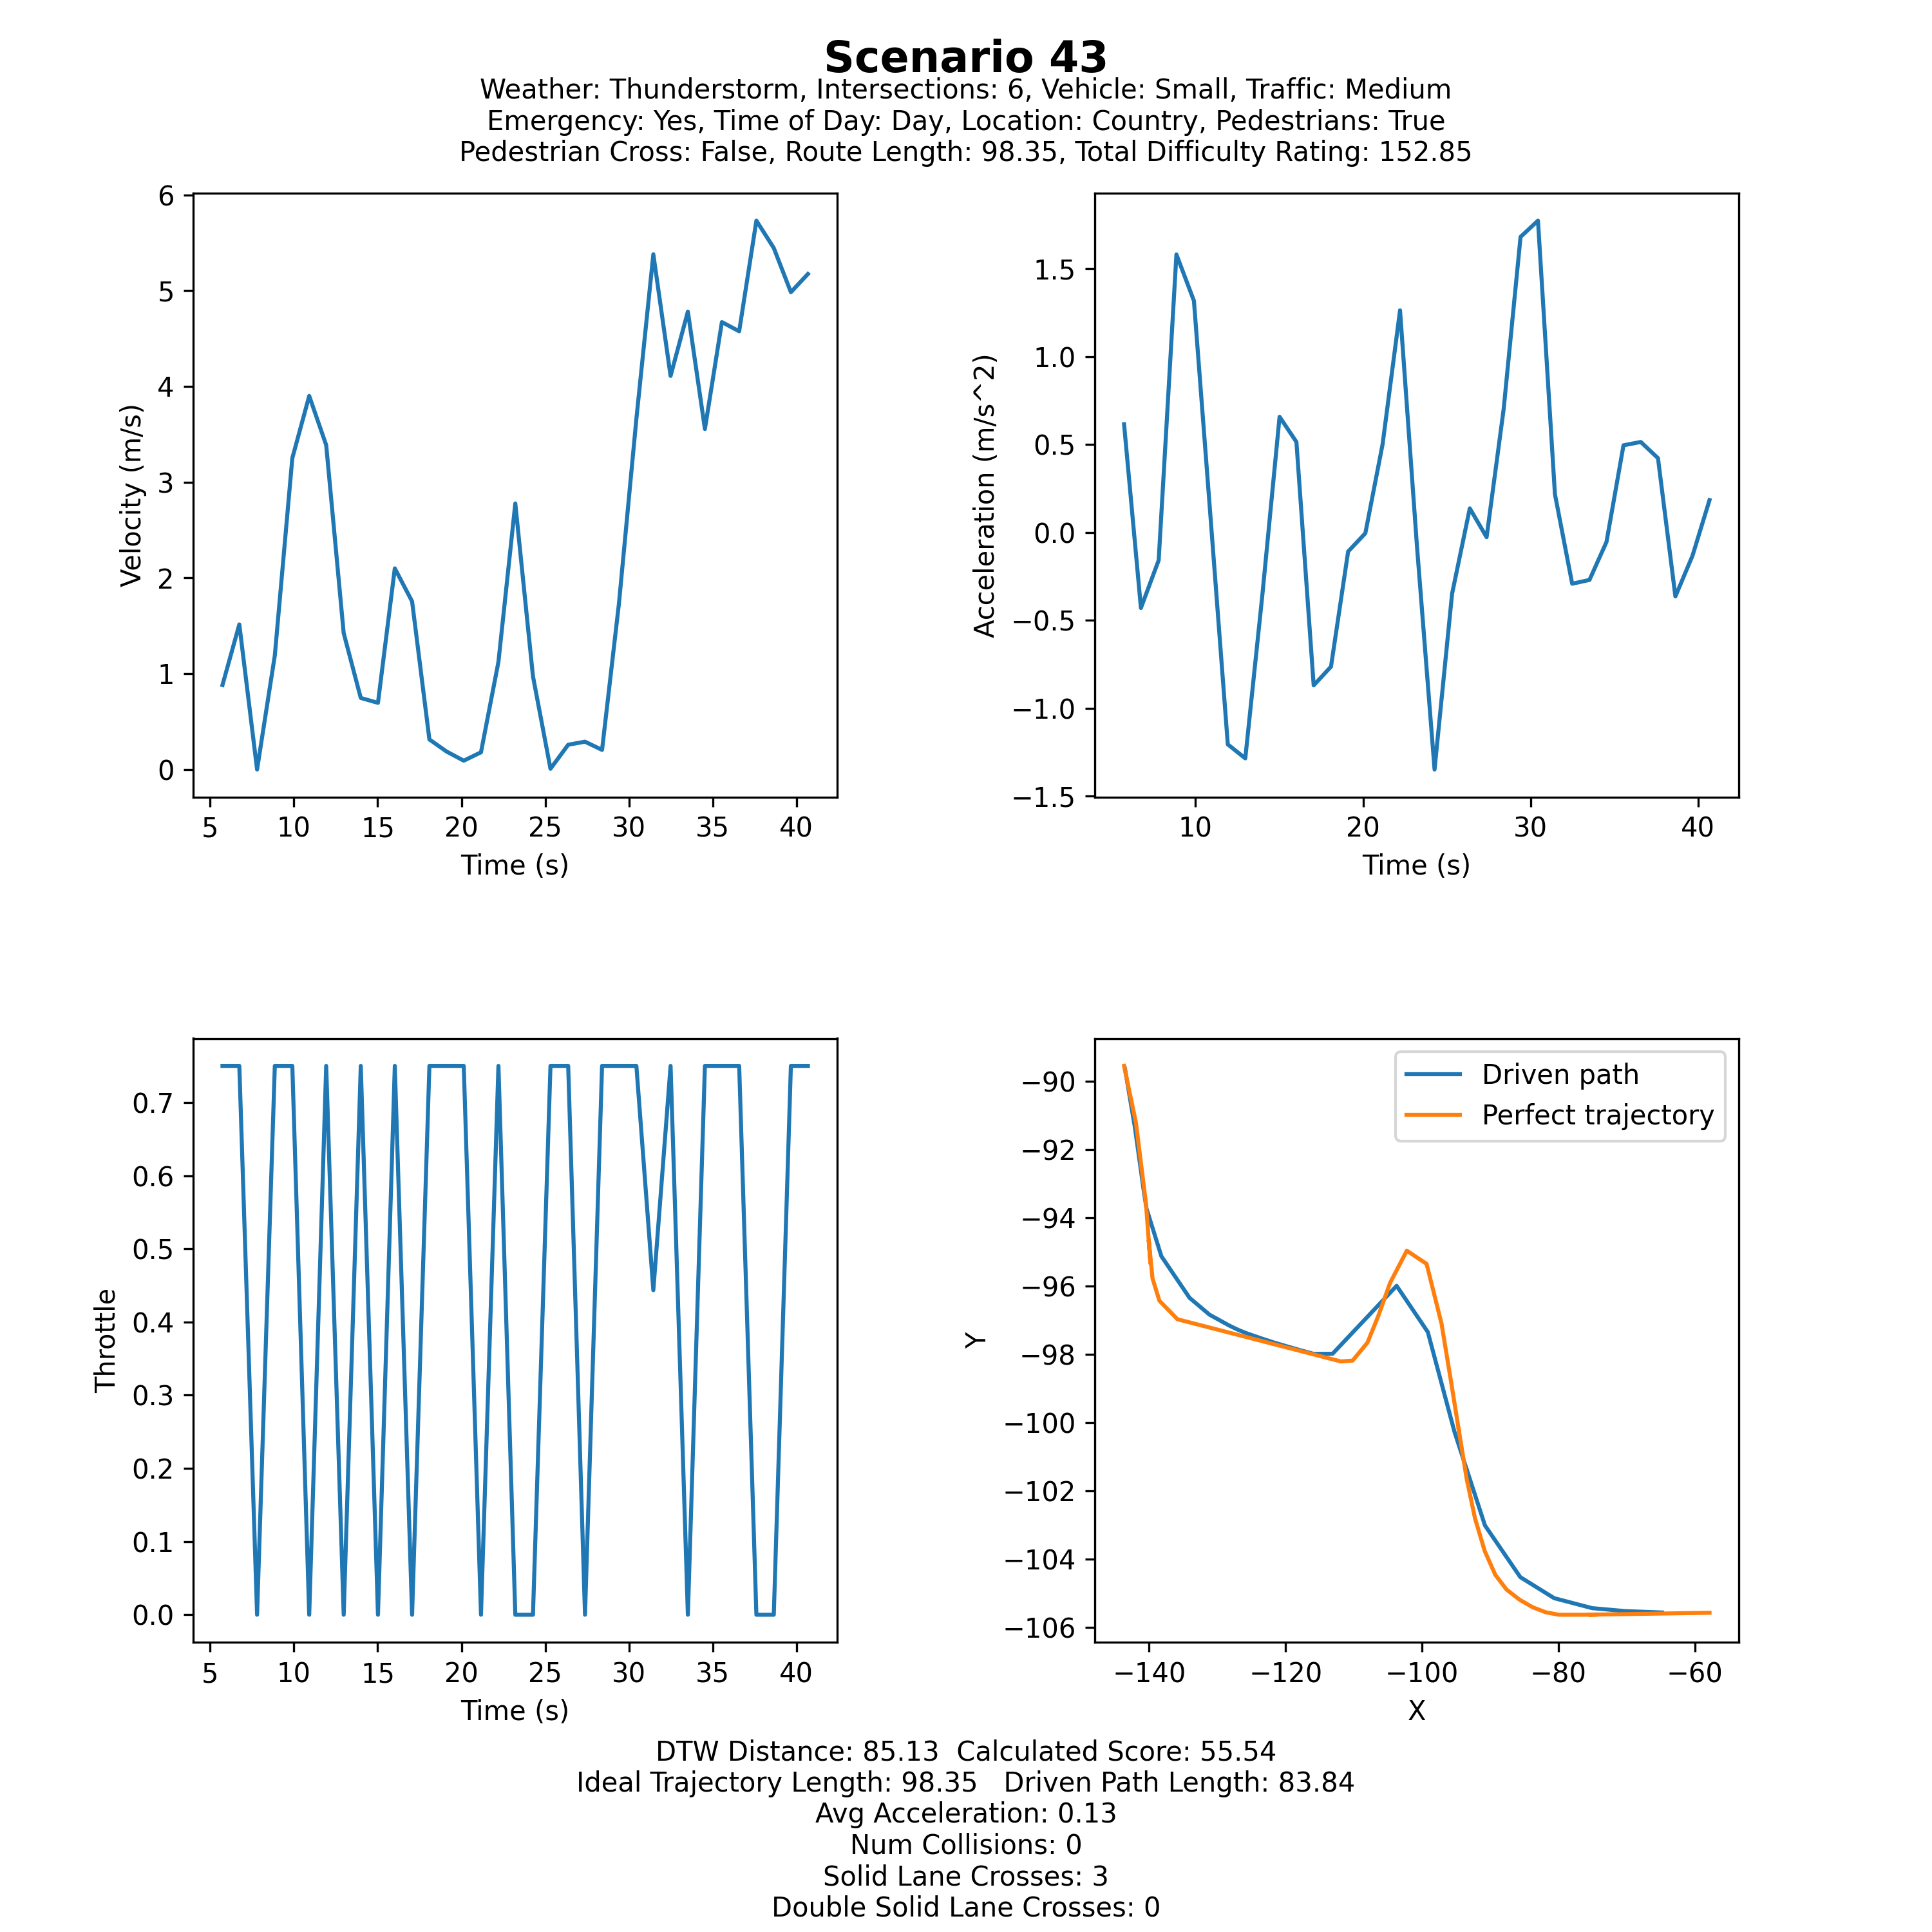 Scenario 43
Weather: Thunderstorm, Intersections: 6, Vehicle: Small, Traffic: Medium
Emergency: Yes, Time of Day: Day, Location: Country, Pedestrians: True
Pedestrian Cross: False, Route Length: 98.35, Total Difficulty Rating: 152.85
6
5
4
3
2
1
0
Velocity (m/s)
5 10 15 20 25 30 35 40
Time (s)
1.5
1.0
0.5
0.0
−0.5
−1.0
−1.5
Acceleration (m/s^2)
10 20 30 40
Time (s)
0.7
0.6
0.5
0.4
0.3
0.2
0.1
0.0
Throttle
5 10 15 20 25 30 35 40
Time (s)
Driven path
Perfect trajectory
−90
−92
−94
−96
−98
−100
−102
−104
−106
Y
−140 −120 −100 −80 −60
X
DTW Distance: 85.13  Calculated Score: 55.54
Ideal Trajectory Length: 98.35   Driven Path Length: 83.84
Avg Acceleration: 0.13
Num Collisions: 0
Solid Lane Crosses: 3
Double Solid Lane Crosses: 0